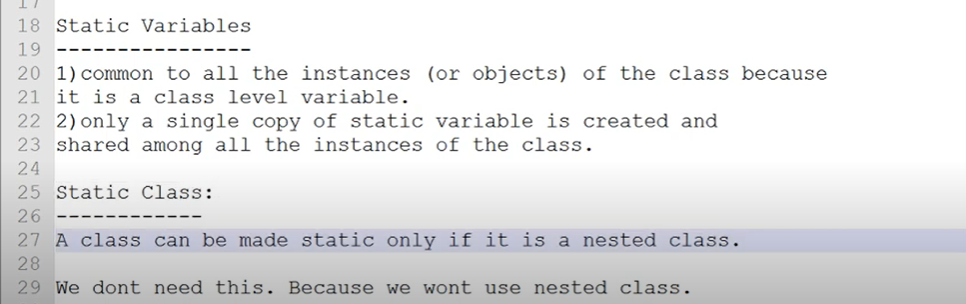 17
18 Static Variables
19 ----------------
20 1)common to all the instances (or objects) of the class because
21 it is a class level variable.
22 2)only a single copy of static variable is created and
23 shared among all the instances of the class.
24
25 Static Class:
26 ------------
27 A class can be made static only if it is a nested class.
28
29 We dont need this. Because we wont use nested class.